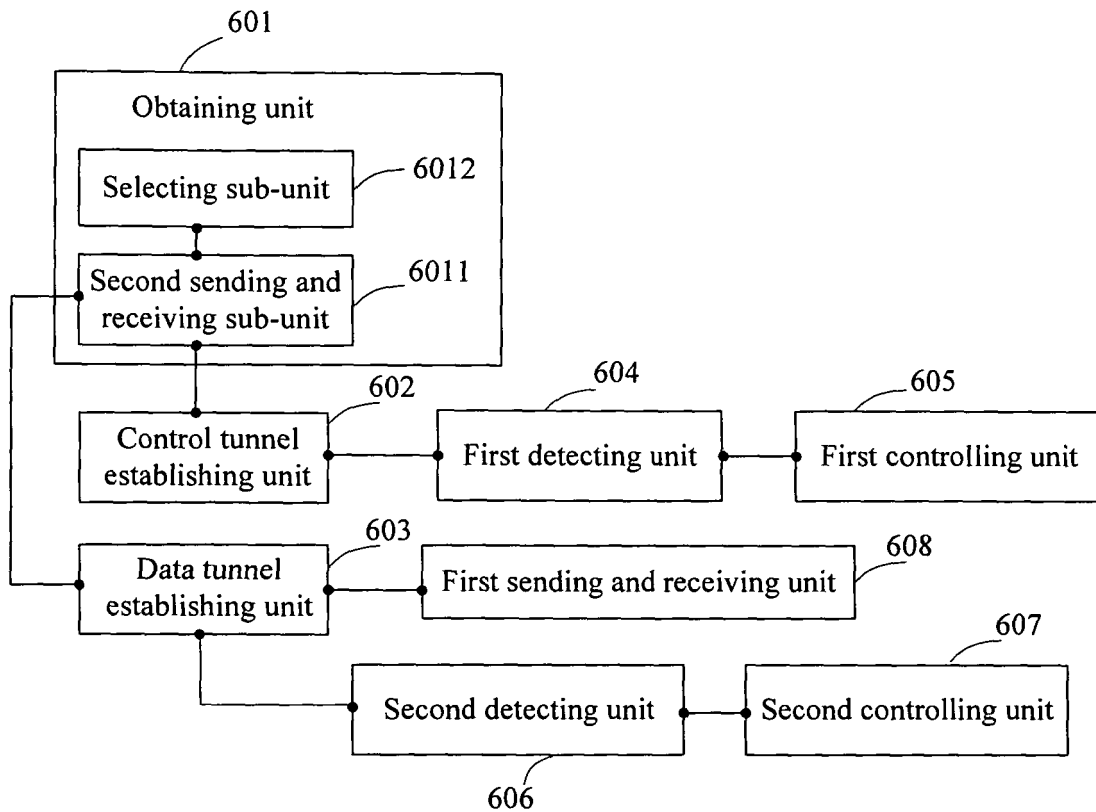 601
Obtaining unit
Selecting sub-unit
6012
Second sending and
receiving sub-unit
6011
602
Control tunnel
establishing unit
604
First detecting unit
605
First controlling unit
603
Data tunnel
establishing unit
608
First sending and receiving unit
607
Second detecting unit
Second controlling unit
606